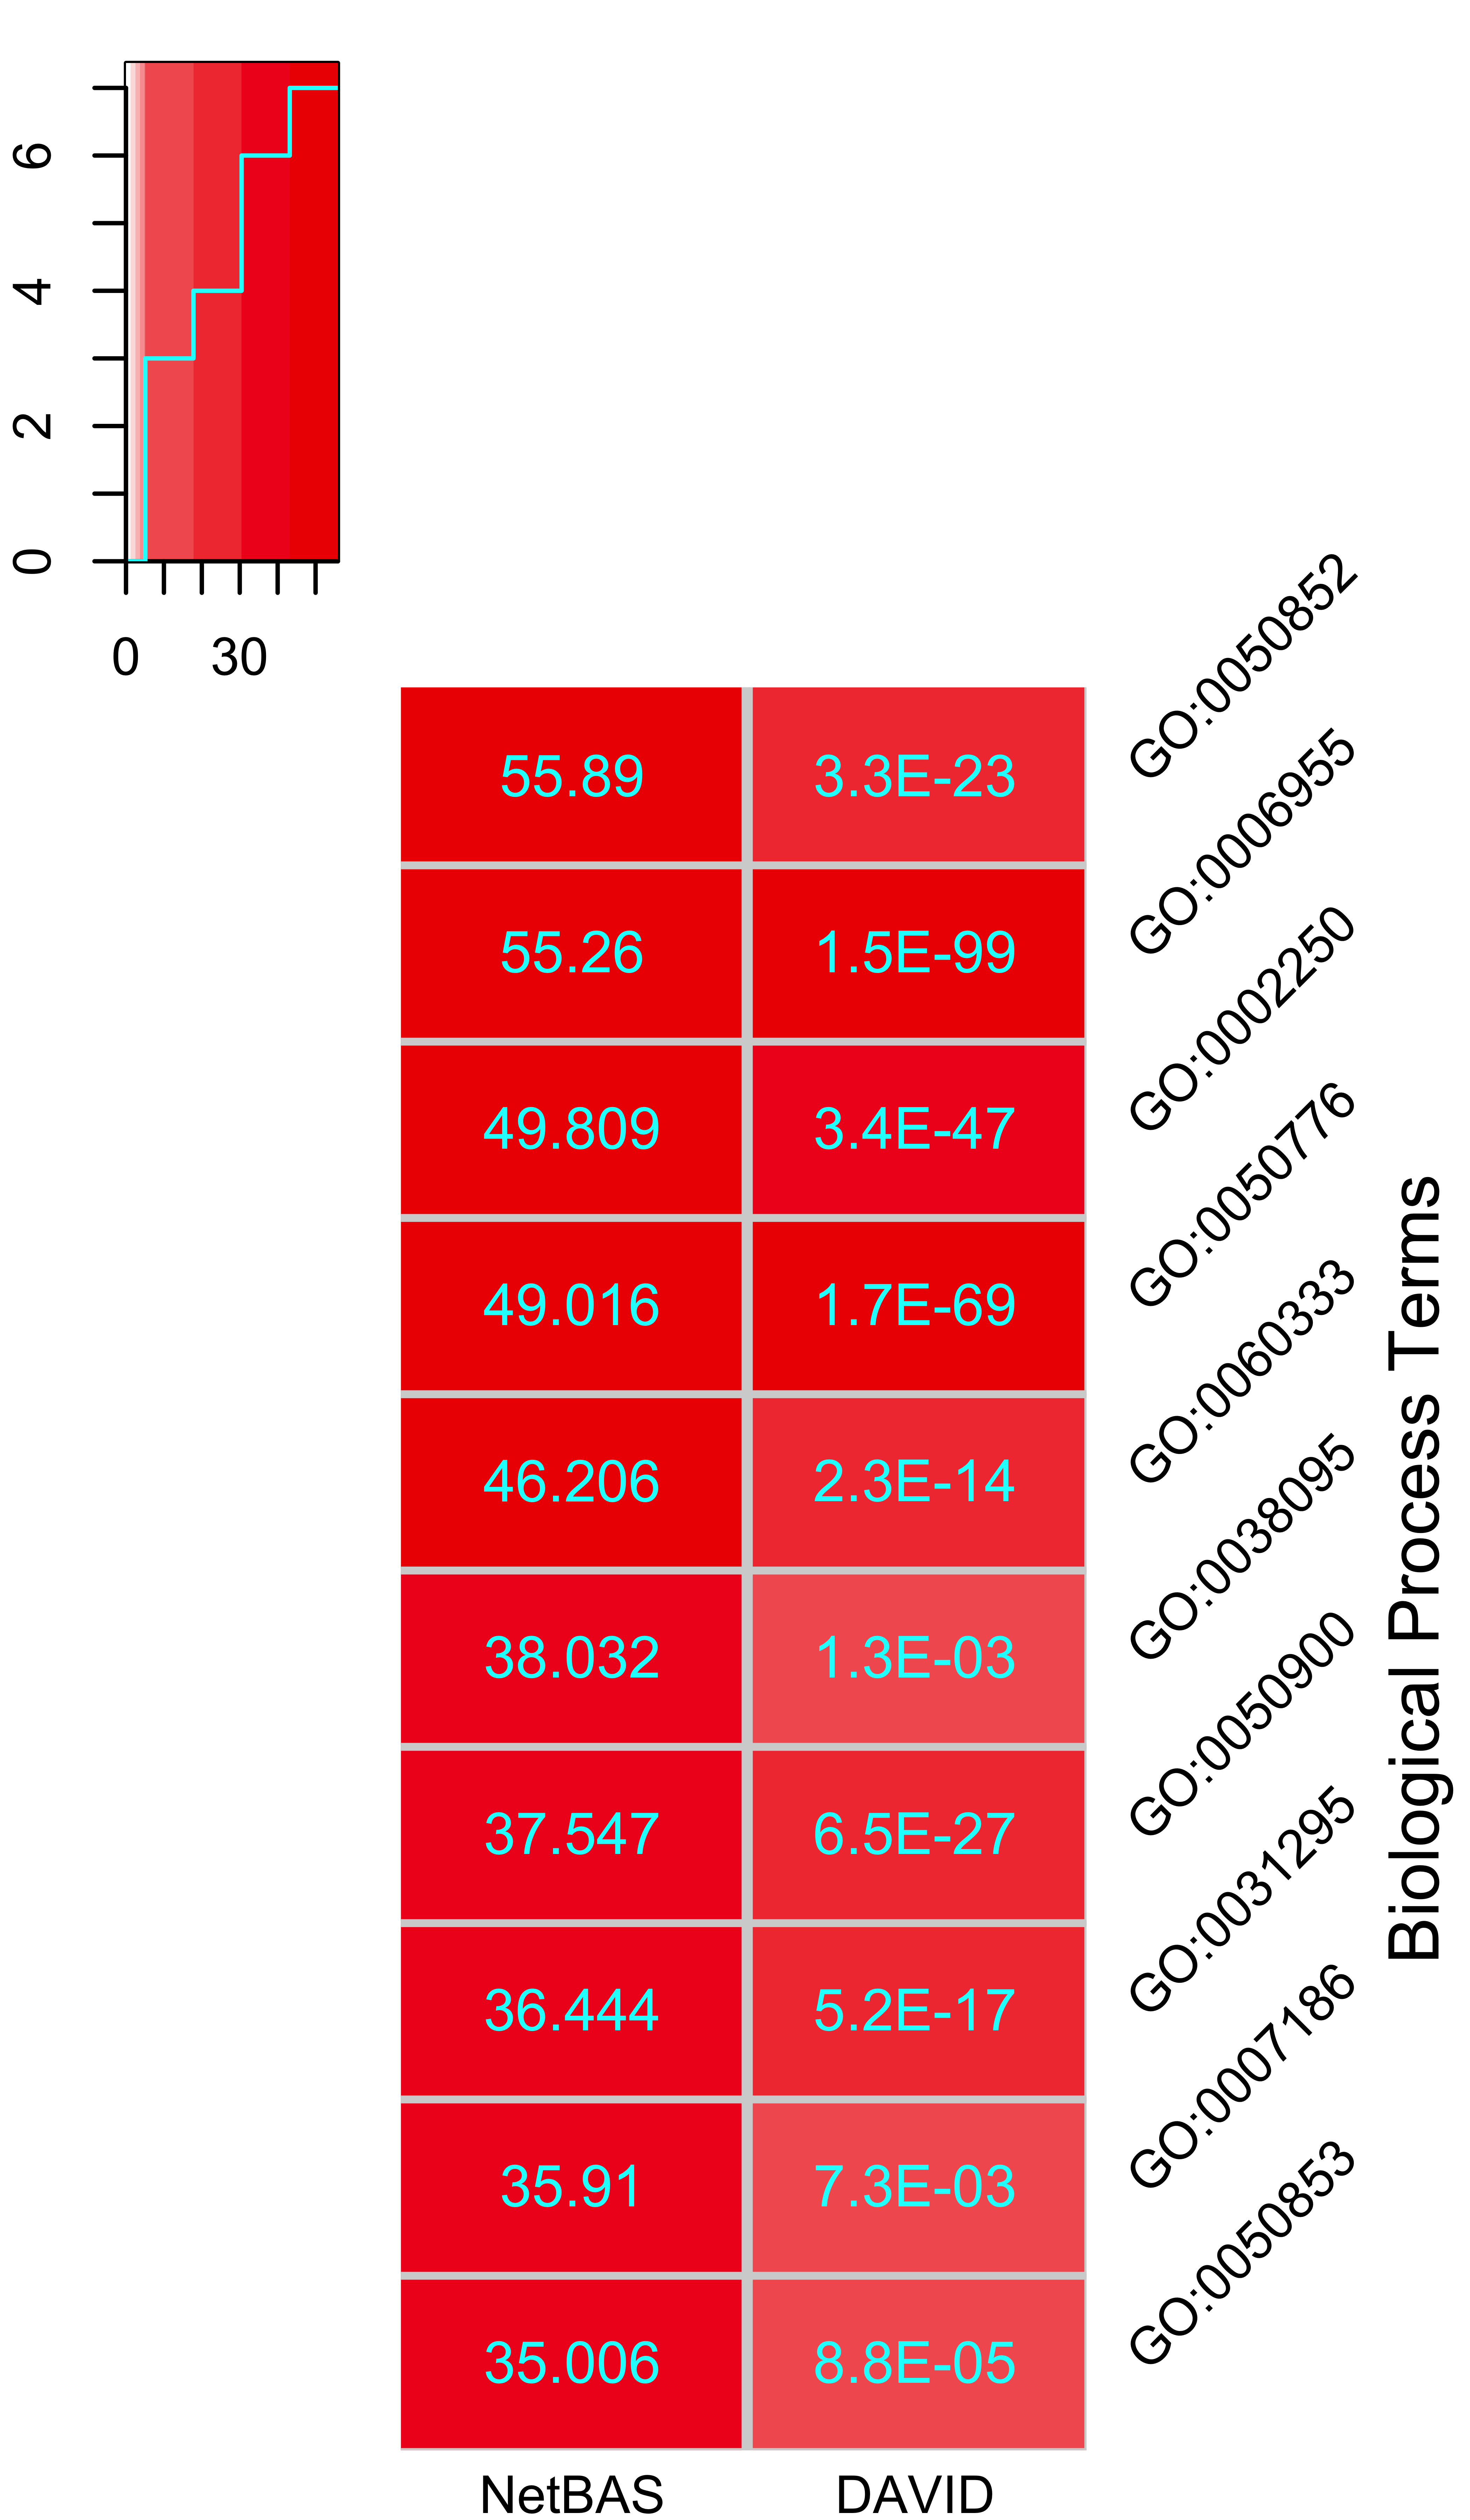 6
4
2
0
0 30
GO:0050852
55.89 3.3E-23
GO:0006955
55.26 1.5E-99
GO:0002250
49.809 3.4E-47
GO:0050776
49.016 1.7E-69
GO:0060333
46.206 2.3E-14
GO:0038095
38.032 1.3E-03
GO:0050900
37.547 6.5E-27
GO:0031295
36.444 5.2E-17
GO:0007186
35.91 7.3E-03
GO:0050853
35.006 8.8E-05
Biological Process Terms
NetBAS DAVID